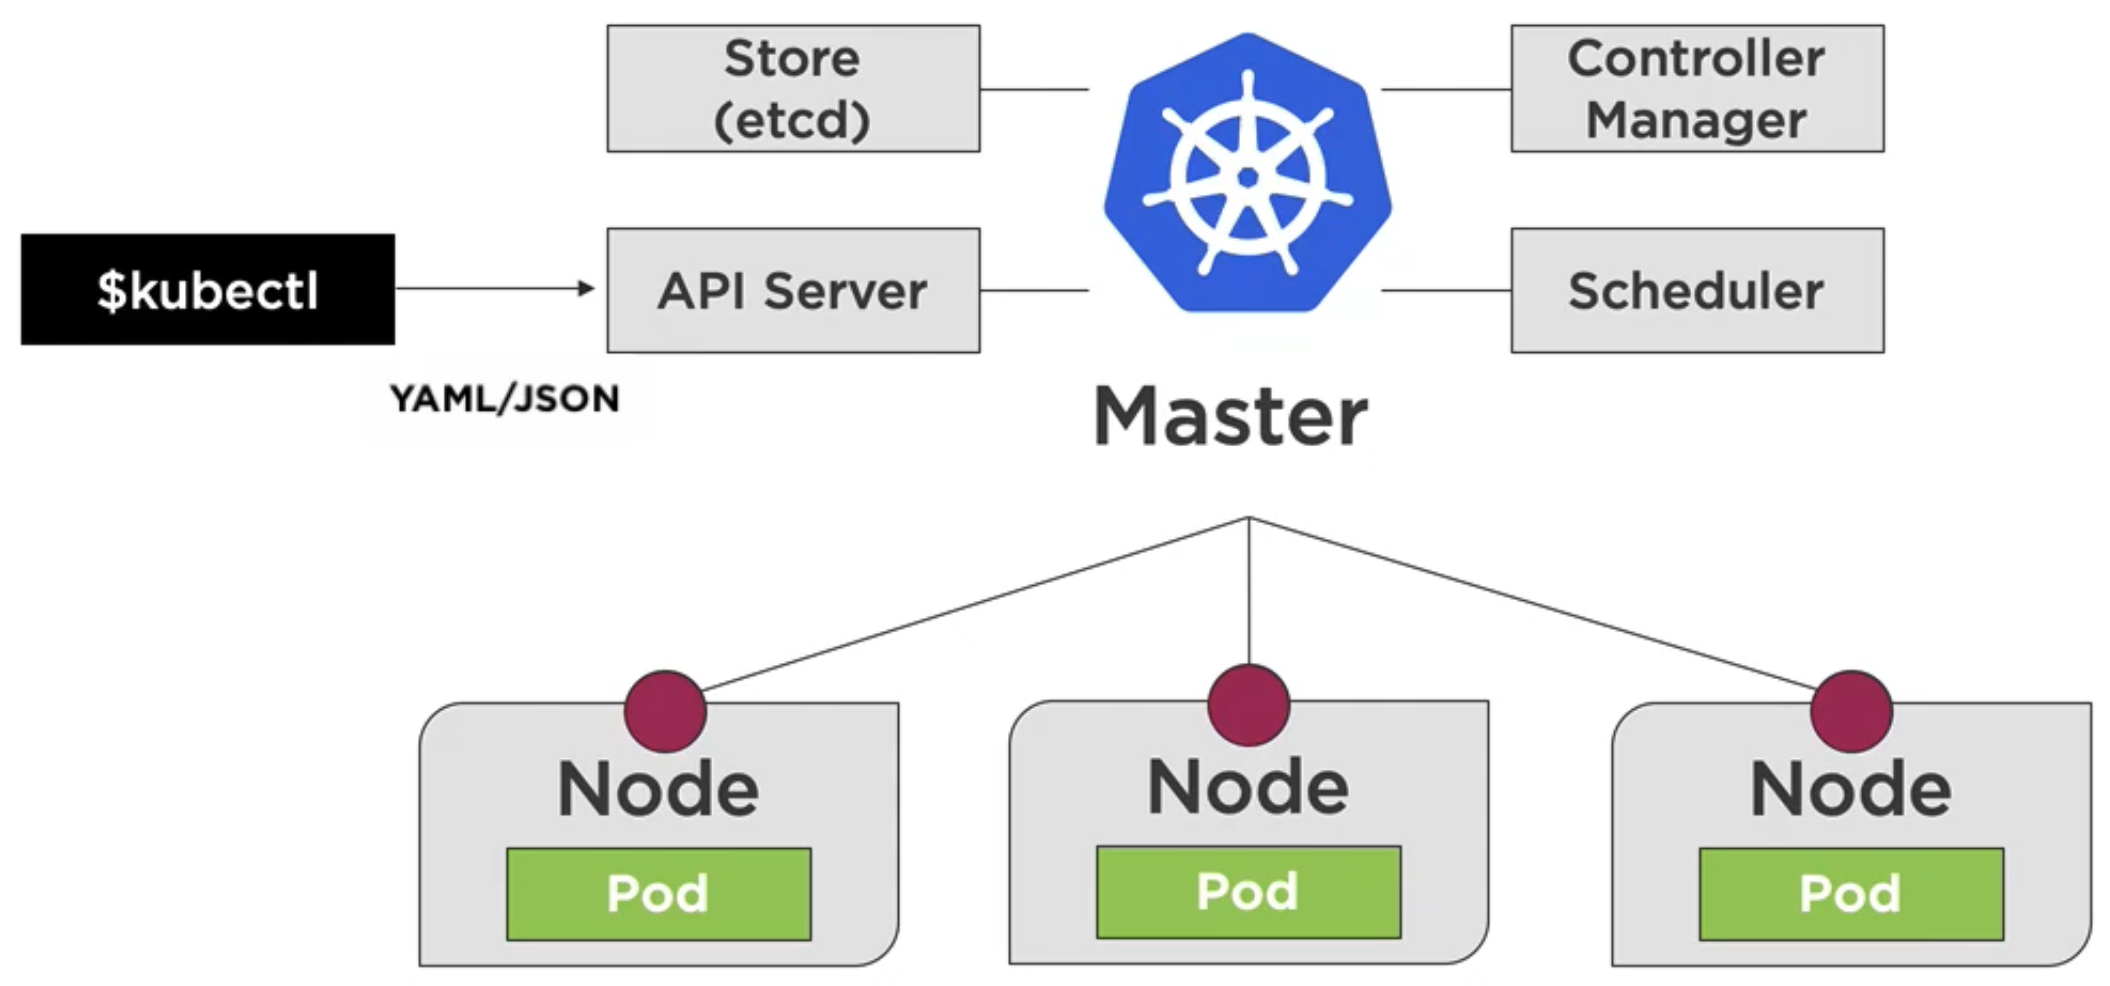 Store
(etcd)
Controller
Manager
$kubectl
API Server
Scheduler
YAML/JSON
Master
Node
Pod
Node
Pod
Node
Pod